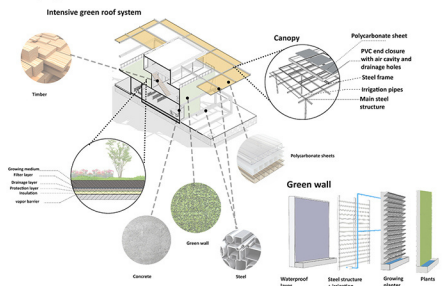 Intensive green roof system
Timber
Canopy
Polycarbonate sheet
PVC end closure
with air cavity and
drainage holes
Steel frame
Irrigation pipes
Main steel
structure
Growing medium
Filter layer
Drainage layer
Protection layer
Insulation
vapor barrier
Polycarbonate sheets
Green wall
Concrete
Steel
Green wall
Waterproof
Steel structure
Growing
Plants